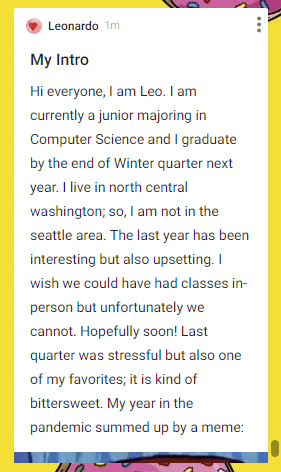 Leonardo 1m
My Intro
Hi everyone, I am Leo. I am
currently a junior majoring in
Computer Science and I graduate
by the end of Winter quarter next
year. I live in north central
washington; so, I am not in the
seattle area. The last year has been
interesting but also upsetting. I
wish we could have had classes in-
person but unfortunately we
cannot. Hopefully soon! Last
quarter was stressful but also one
of my favorites; it is kind of
bittersweet. My year in the
pandemic summed up by a meme: